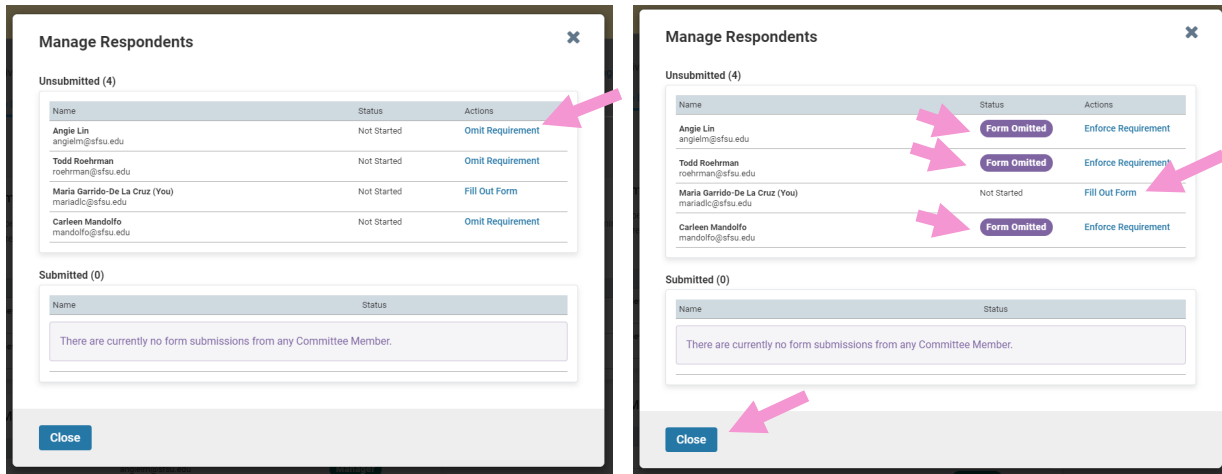 Manage Respondents
Unsubmitted (4)
Name Status Actions
Angie Lin Not Started Omit Requirement
angielm@sfsu.edu
Todd Roehrman Not Started Omit Requirement
roehrman@sfsu.edu
Maria Garrido-De La Cruz (You) Not Started Fill Out Form
mariadlc@sfsu.edu
Carleen Mandolfo Not Started Omit Requirement
mandolfo@sfsu.edu
Submitted (0)
Name Status
There are currently no form submissions from any Committee Member.
Close
angielm@sfsu.edu Manager
Manage Respondents
Unsubmitted (4)
Name Status Actions
Angie Lin Form Omitted Enforce Requirement
angielm@sfsu.edu
Todd Roehrman Form Omitted Enforce Requirement
roehrman@sfsu.edu
Maria Garrido-De La Cruz (You) Not Started Fill Out Form
mariadlc@sfsu.edu
Carleen Mandolfo Form Omitted Enforce Requirement
mandolfo@sfsu.edu
Submitted (0)
Name Status
There are currently no form submissions from any Committee Member.
Close